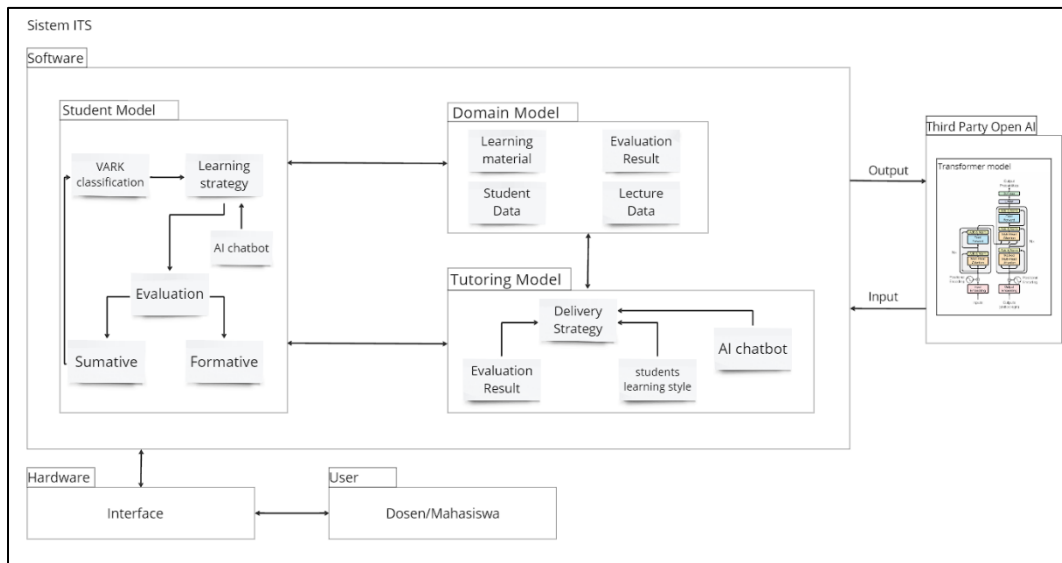 Sistem ITS
Software
Student Model
VARK
classification
Learning
strategy
AI chatbot
Evaluation
Sumative
Formative
Domain Model
Learning
material
Evaluation
Result
Student
Data
Lecture
Data
Tutoring Model
Delivery
Strategy
Evaluation
Result
students
learning style
AI chatbot
Output
Input
Third Party Open AI
Transformer model
Hardware
Interface
User
Dosen/Mahasiswa